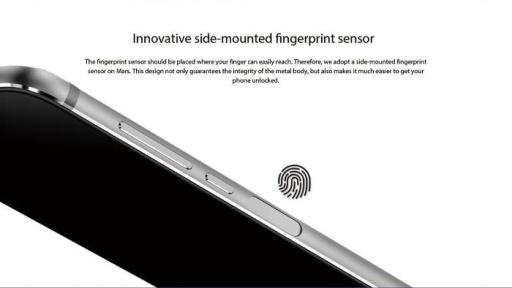 Innovative side-mounted fingerprint sensor
The fingerprint sensor should be placed where your finger can easily reach. Therefore, we adopt a side-mounted fingerprint
sensor on Mars. This design not only guarantees the integrity of the metal body, but also makes it much easier to get your
phone unlocked.